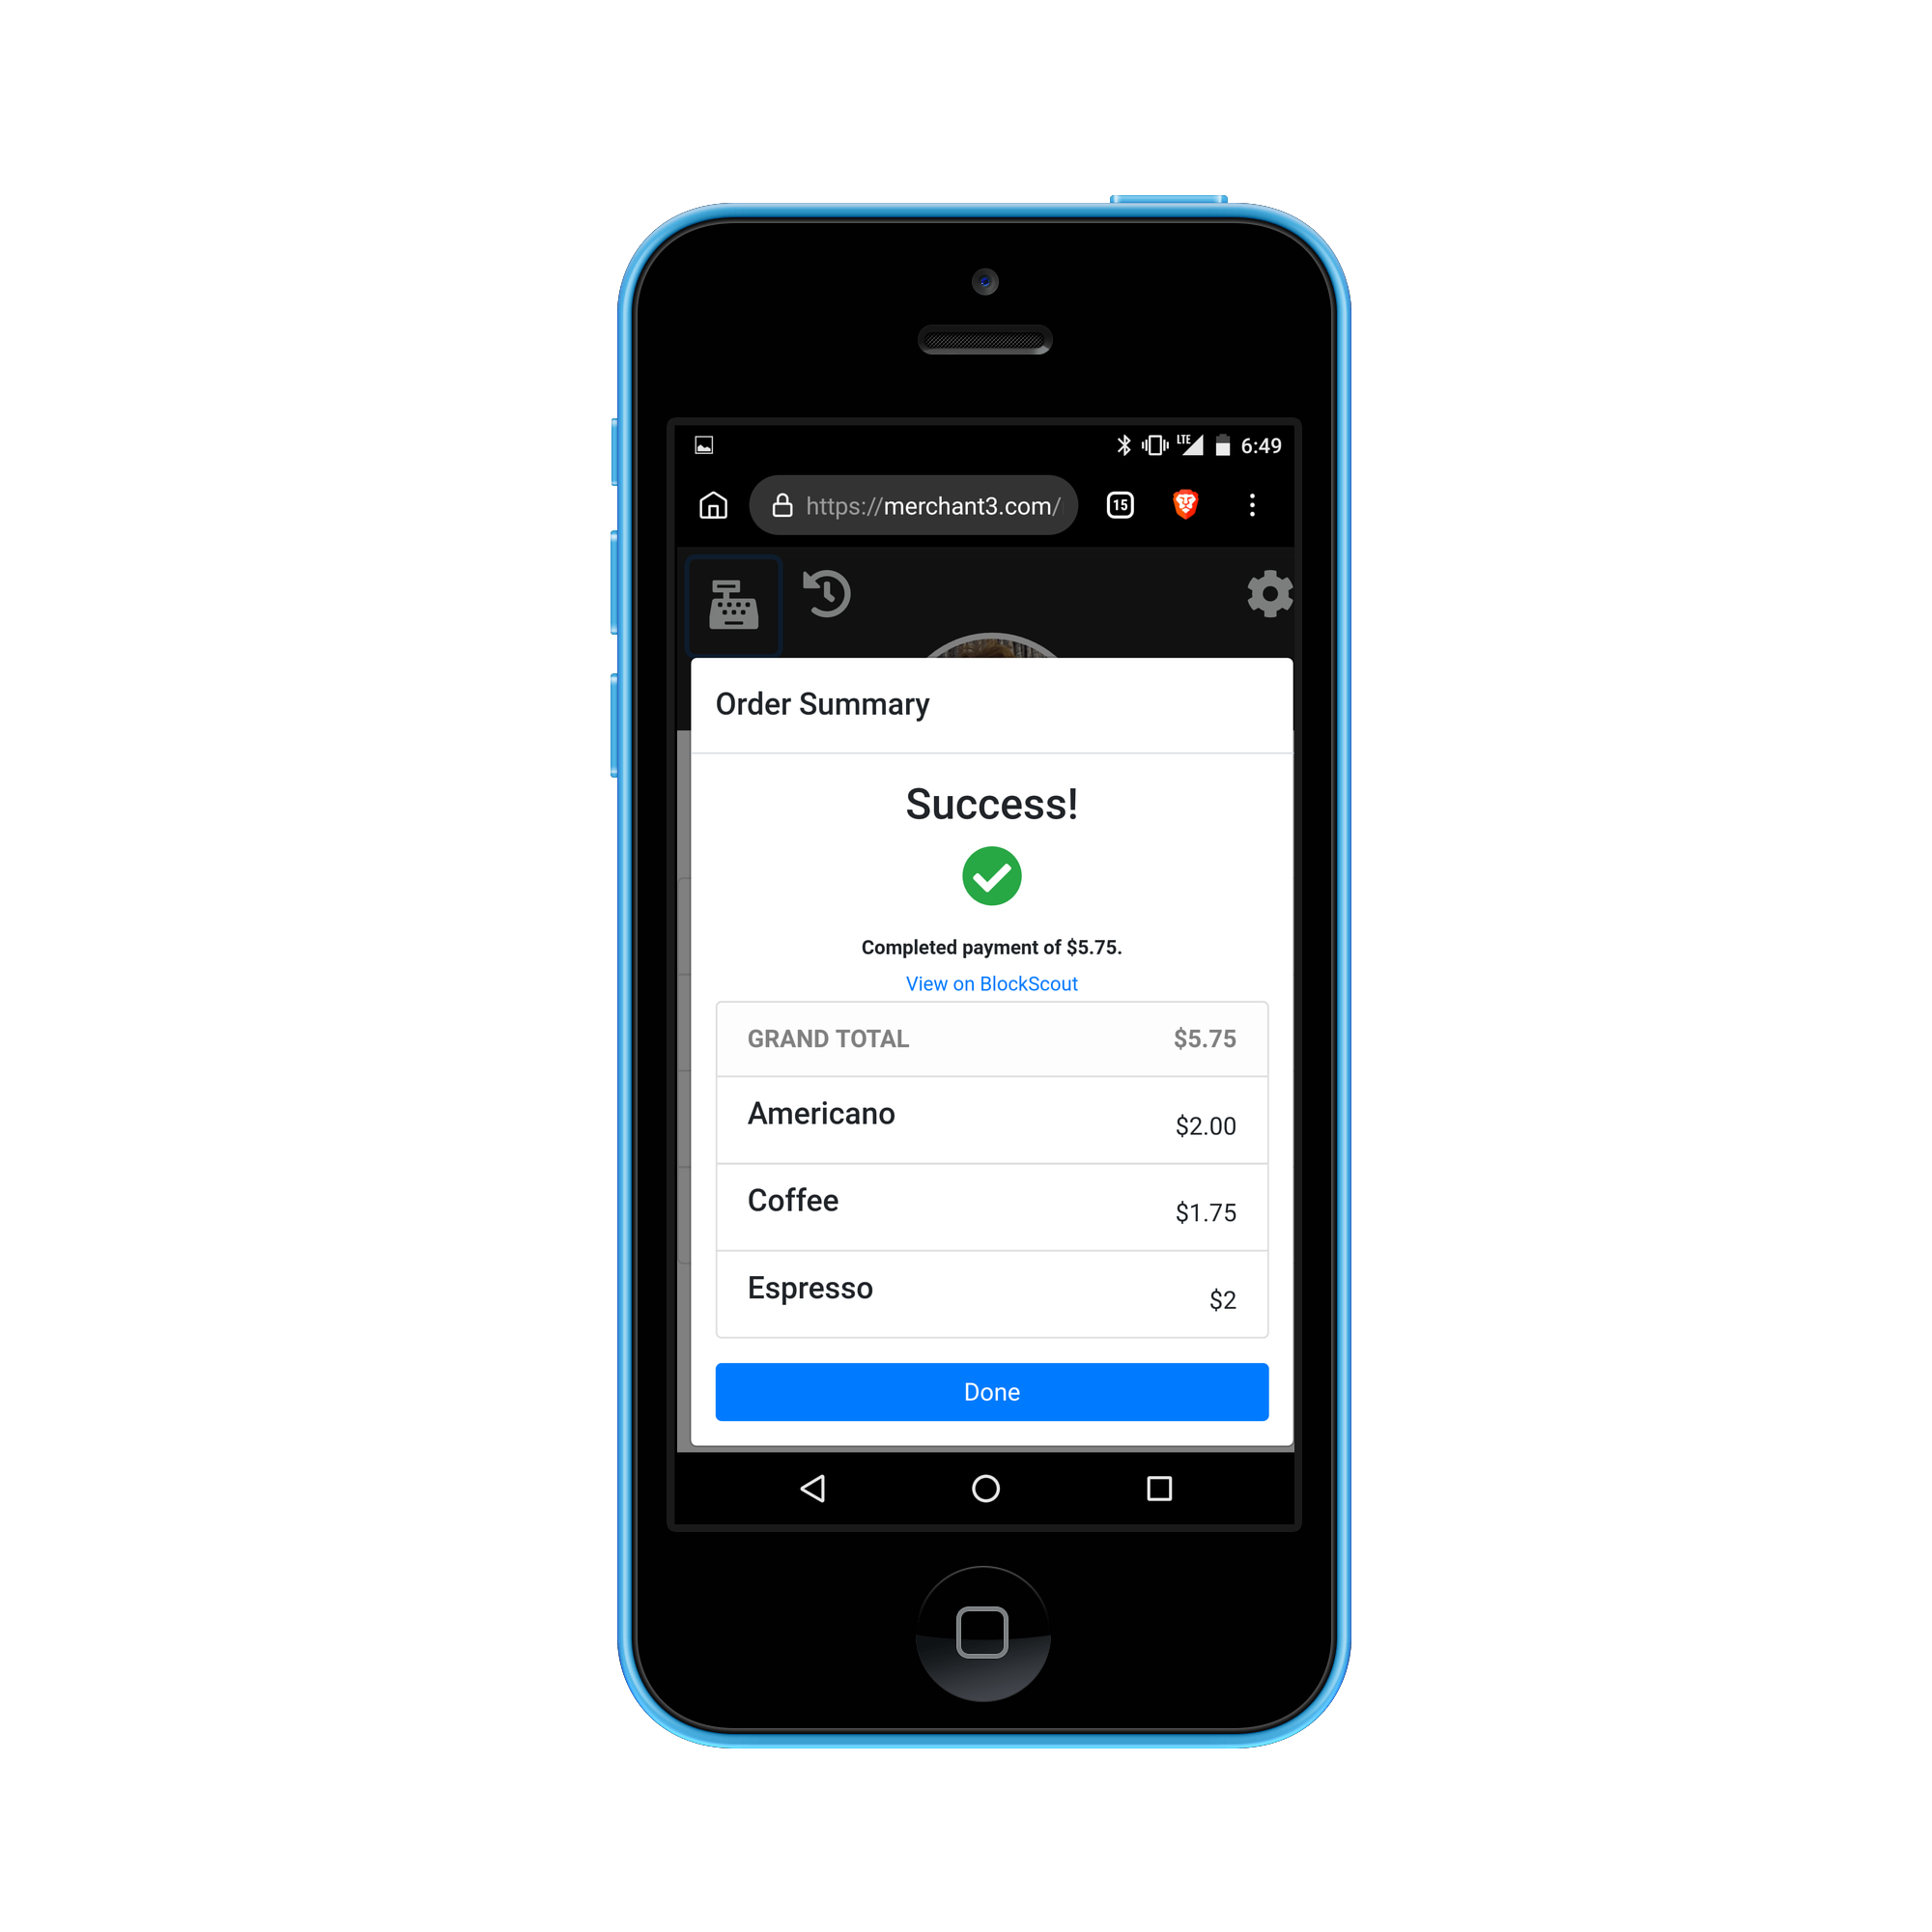 LTE 6:49
https://merchant3.com/ 15
Order Summary
Success!
Completed payment of $5.75.
View on BlockScout
GRAND TOTAL $5.75
Americano $2.00
Coffee $1.75
Espresso $2
Done